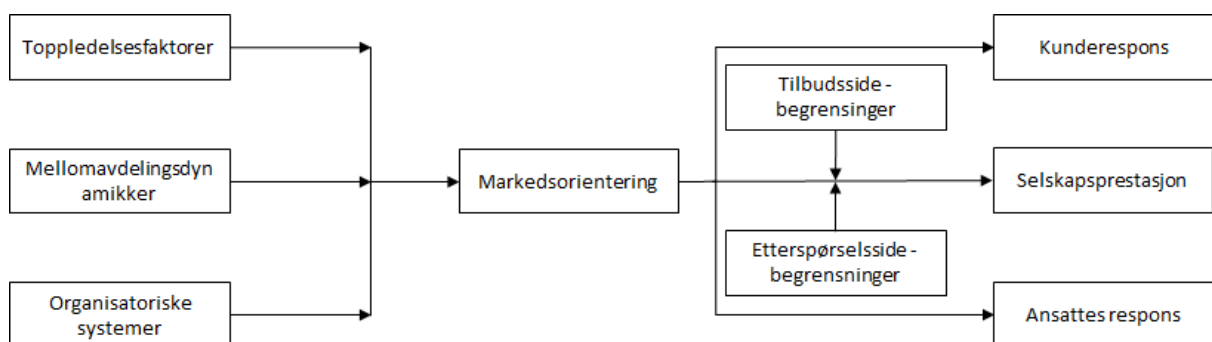 Toppledelsesfaktorer
Mellomavdelingsdyn
amikker
Organisatoriske
systemer
Markedsorientering
Tilbudsside -
begrensinger
Etterspørselsside -
begrensninger
Kunderespons
Selskapsprestasjon
Ansattes respons